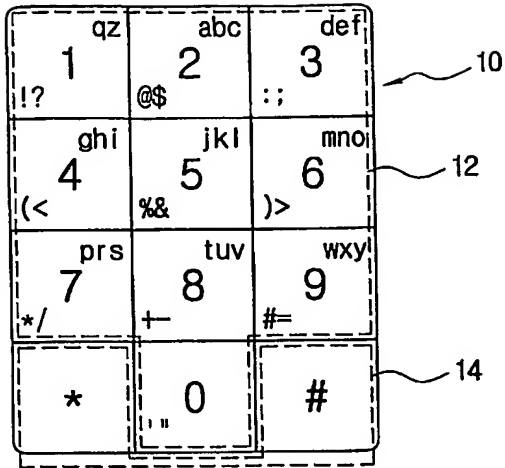 qz abc def
1 2 3
!? @$ :;
10
ghi jkl mno
4 5 6
(< %& )>
12
prs tuv wxy
7 8 9
*/ +− #=
* 0 #
' "
14